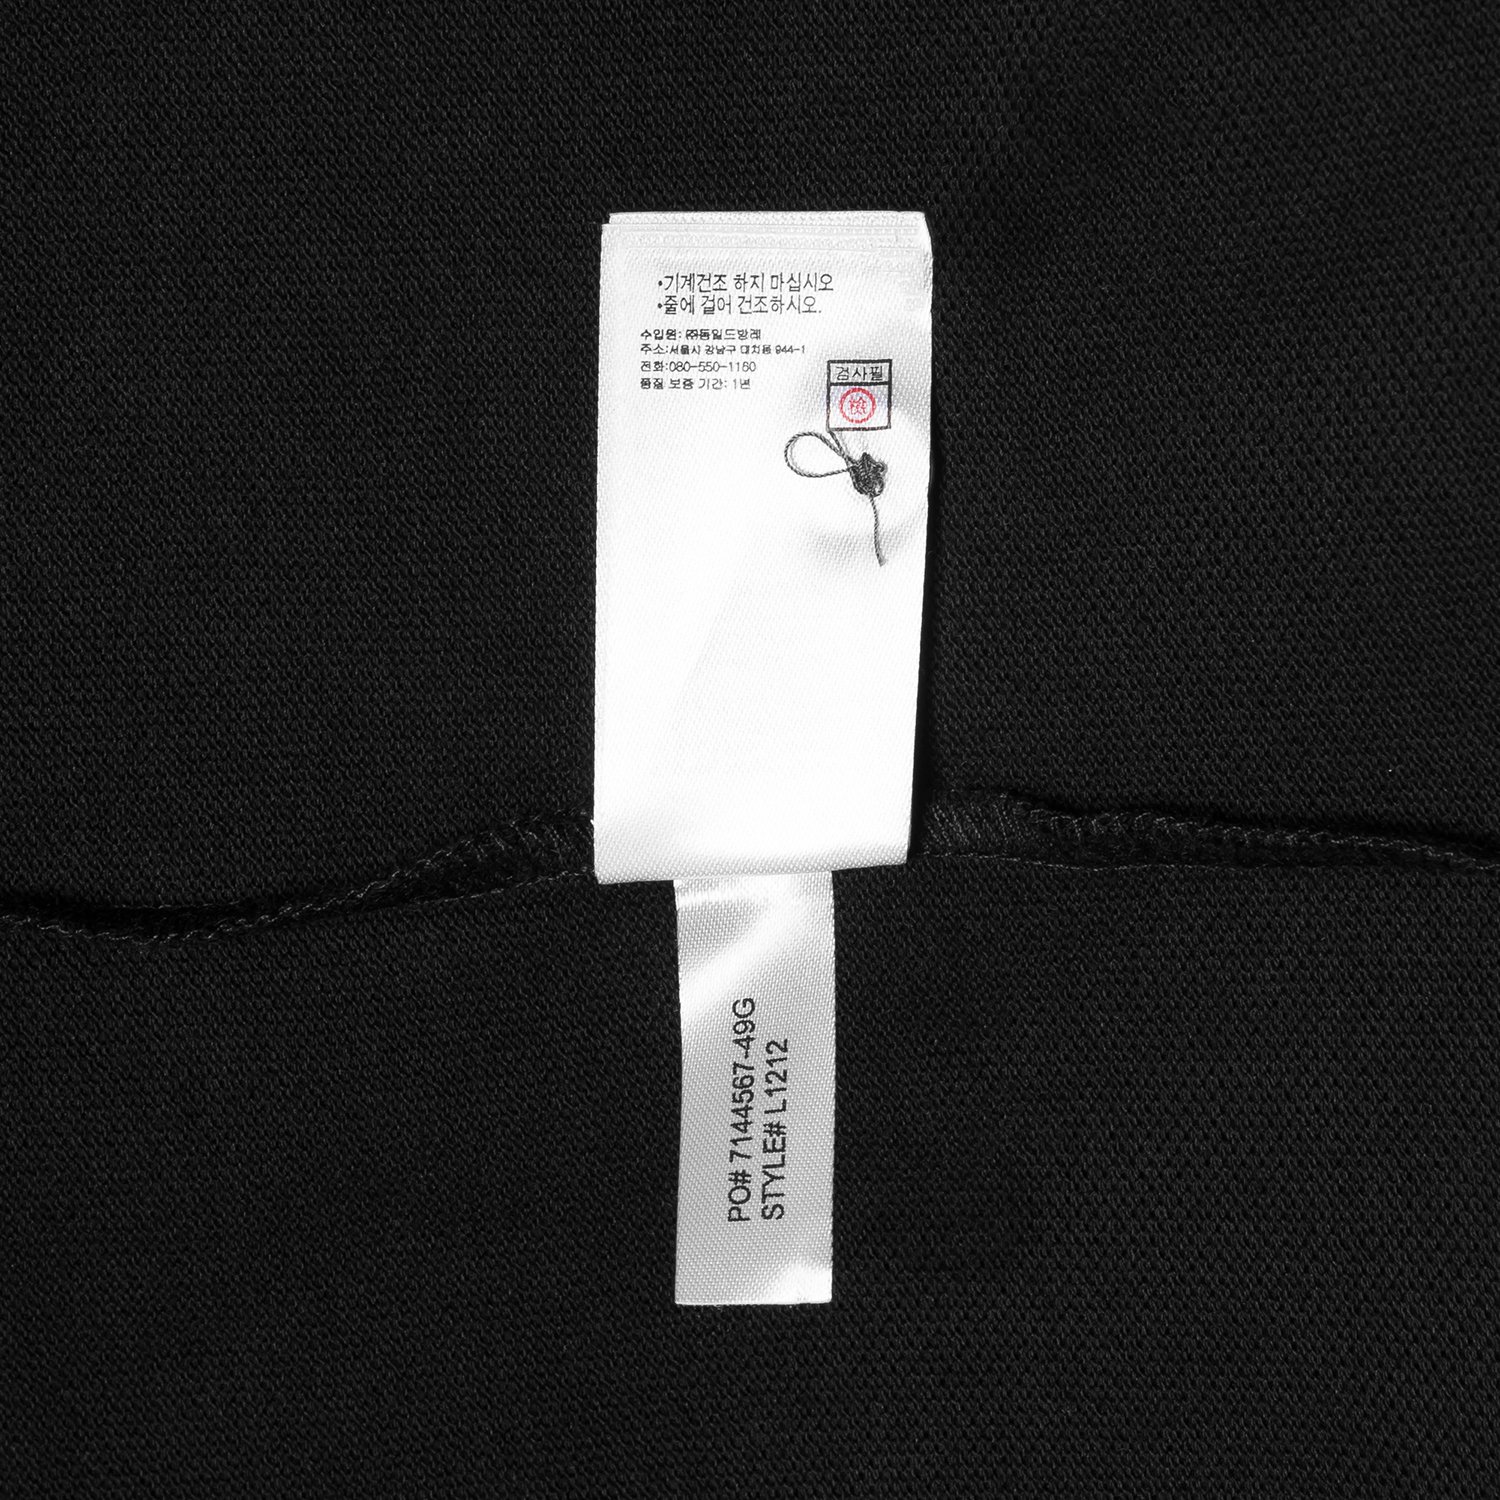 •기계건조 하지 마십시오
•줄에 걸어 건조하시오.
수입원: ㈜동일드방레
주소:서울시 강남구 대치동 944-1
전화:080-550-1160
품질 보증 기간: 1년
검사필
檢
PO# 7144567-49G
STYLE# L1212